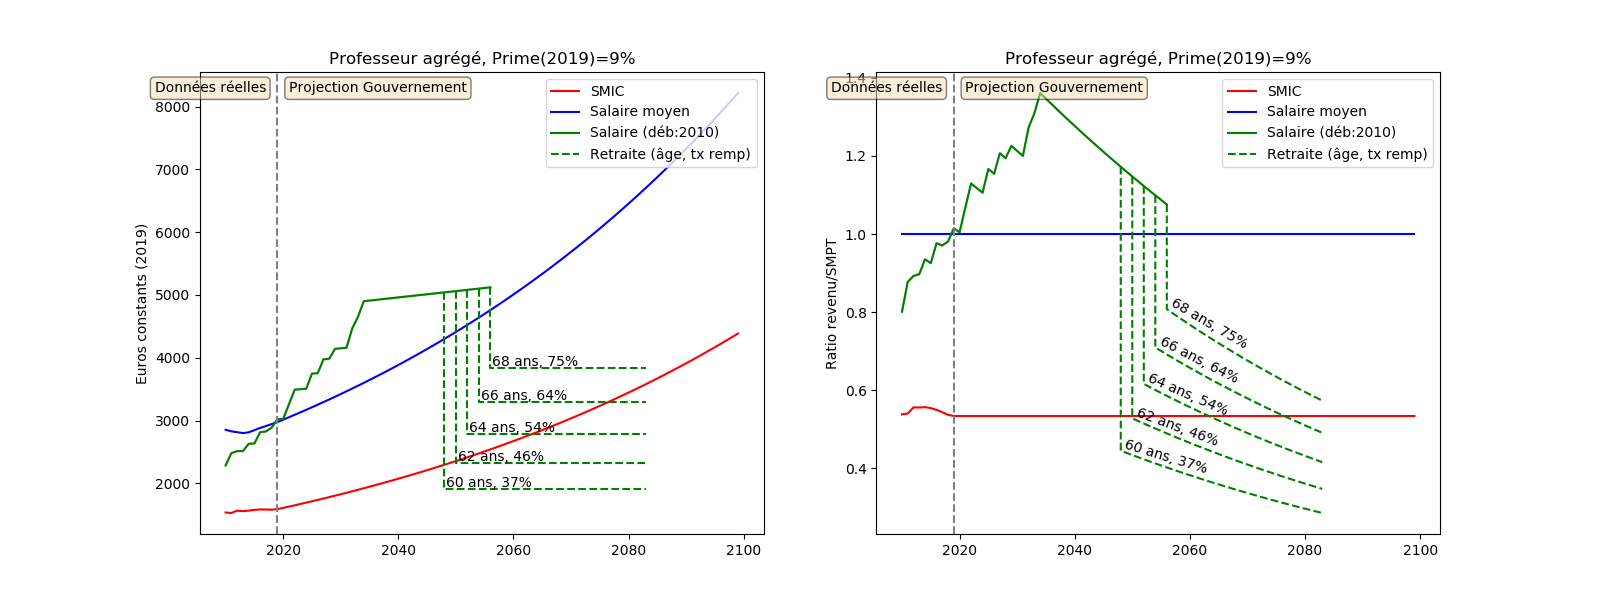 Professeur agrégé, Prime(2019)=9%
Données réelles
Projection Gouvernement
SMIC
Salaire moyen
Salaire (déb:2010)
Retraite (âge, tx remp)
Euros constants (2019)
8000
7000
6000
5000
4000
3000
2000
68 ans, 75%
66 ans, 64%
64 ans, 54%
62 ans, 46%
60 ans, 37%
2020
2040
2060
2080
2100
Professeur agrégé, Prime(2019)=9%
Données réelles
Projection Gouvernement
SMIC
Salaire moyen
Salaire (déb:2010)
Retraite (âge, tx remp)
Ratio revenu/SMPT
1.4
1.2
1.0
0.8
0.6
0.4
68 ans, 75%
66 ans, 64%
64 ans, 54%
62 ans, 46%
60 ans, 37%
2020
2040
2060
2080
2100